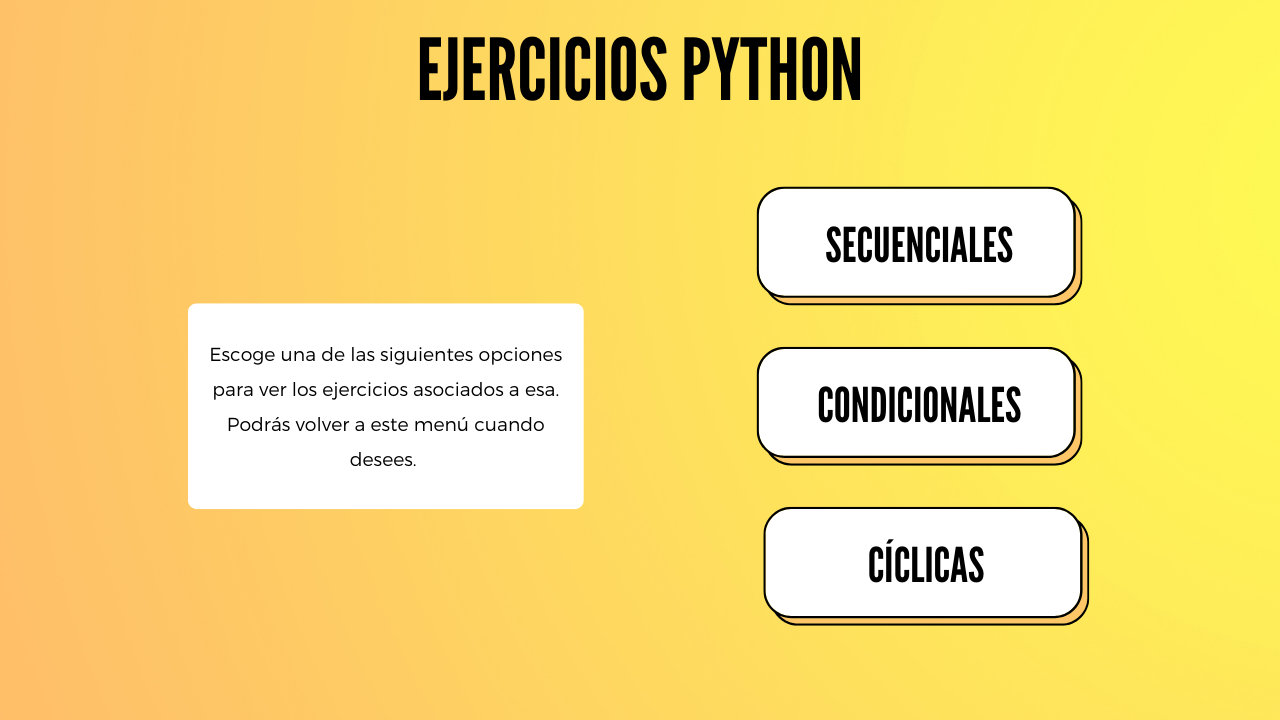 EJERCICIOS PYTHON
Escoge una de las siguientes opciones
para ver los ejercicios asociados a esa.
Podrás volver a este menú cuando
desees.
SECUENCIALES
CONDICIONALES
CÍCLICAS